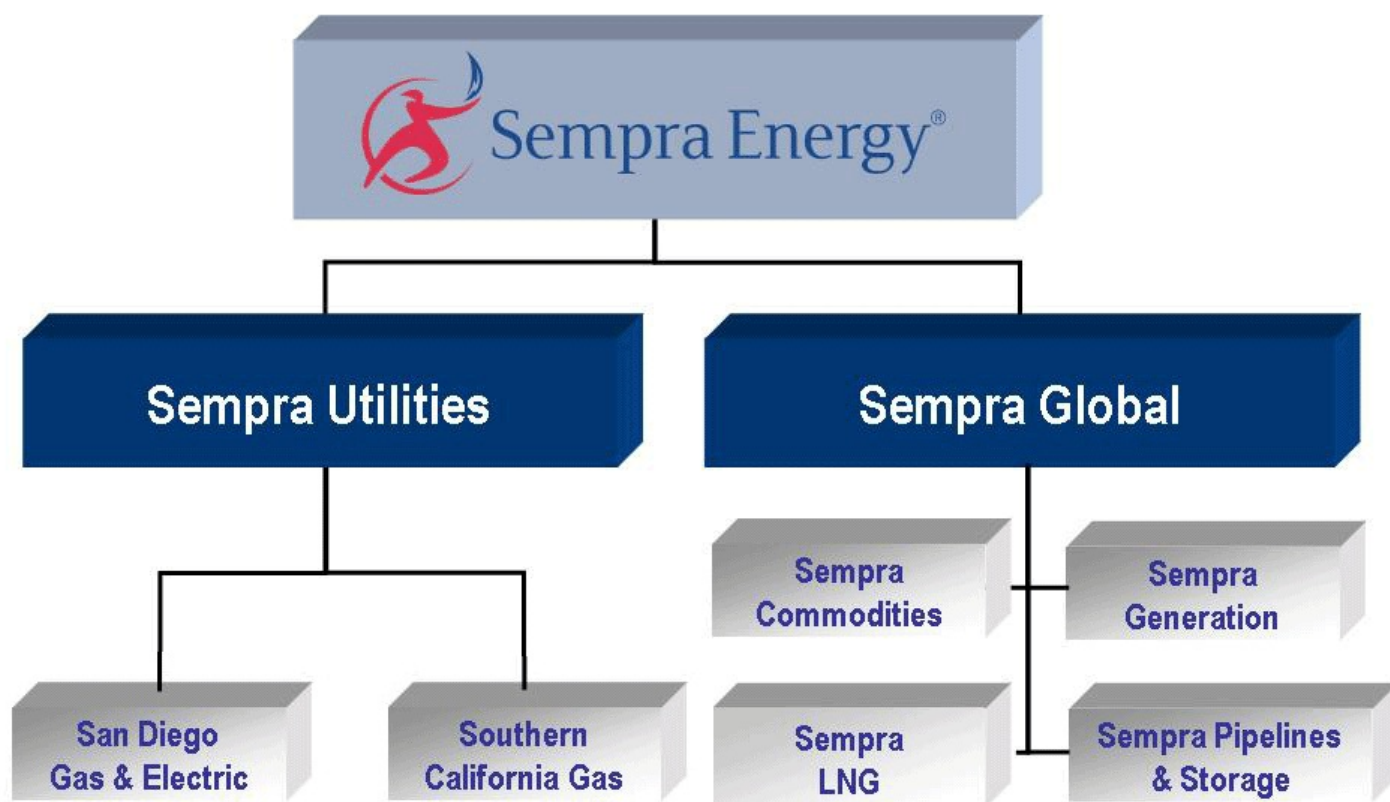 Sempra Energy®
Sempra Utilities
Sempra Global
Sempra
Commodities
Sempra
Generation
San Diego
Gas & Electric
Southern
California Gas
Sempra
LNG
Sempra Pipelines
& Storage